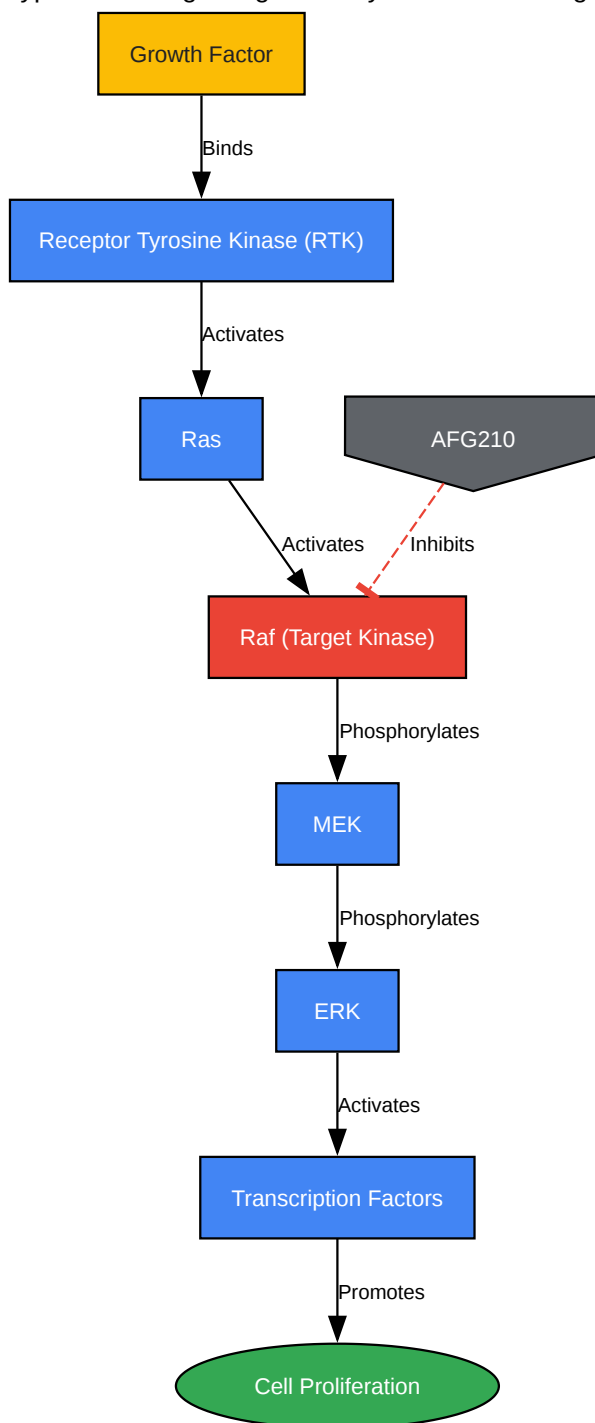 Growth Factor
Binds
Receptor Tyrosine Kinase (RTK)
Activates
Ras
AFG210
Activates
Inhibits
Raf (Target Kinase)
Phosphorylates
MEK
Phosphorylates
ERK
Activates
Transcription Factors
Promotes
Cell Proliferation